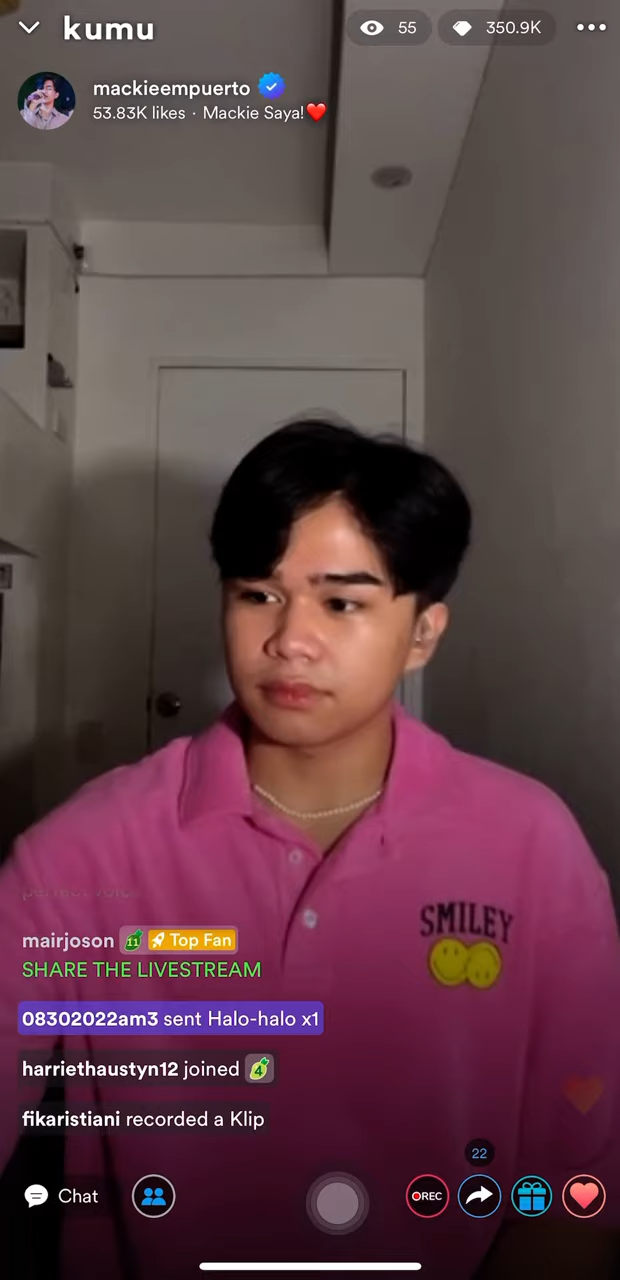 kumu
55
350.9K
mackieempuerto
53.83K likes · Mackie Saya!❤️
SMILEY
mairjoson 11 Top Fan
SHARE THE LIVESTREAM
08302022am3 sent Halo-halo x1
harriethaustyn12 joined 4
fikaristiani recorded a Klip
22
Chat
REC